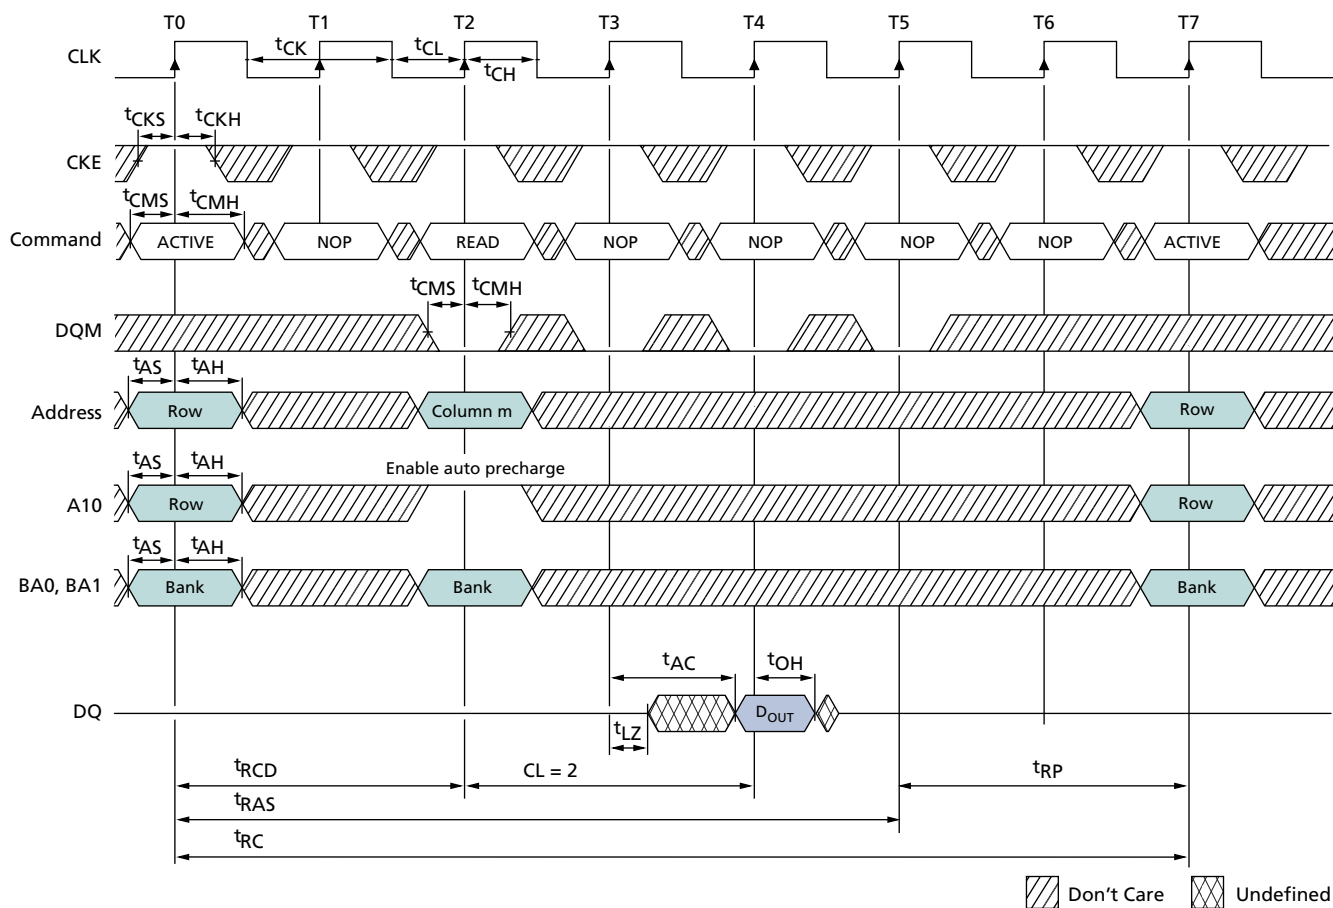 T0 T1 T2 T3 T4 T5 T6 T7
CLK tCK tCL tCH
tCKS tCKH
CKE
tCMS tCMH
Command ACTIVE NOP READ NOP NOP NOP NOP ACTIVE
tCMS tCMH
DQM
tAS tAH
Address Row Column m Row
tAS tAH Enable auto precharge
A10 Row Row
tAS tAH
BA0, BA1 Bank Bank Bank
tAC tOH
DQ DOUT
tLZ
tRCD CL = 2 tRP
tRAS
tRC
Don't Care Undefined